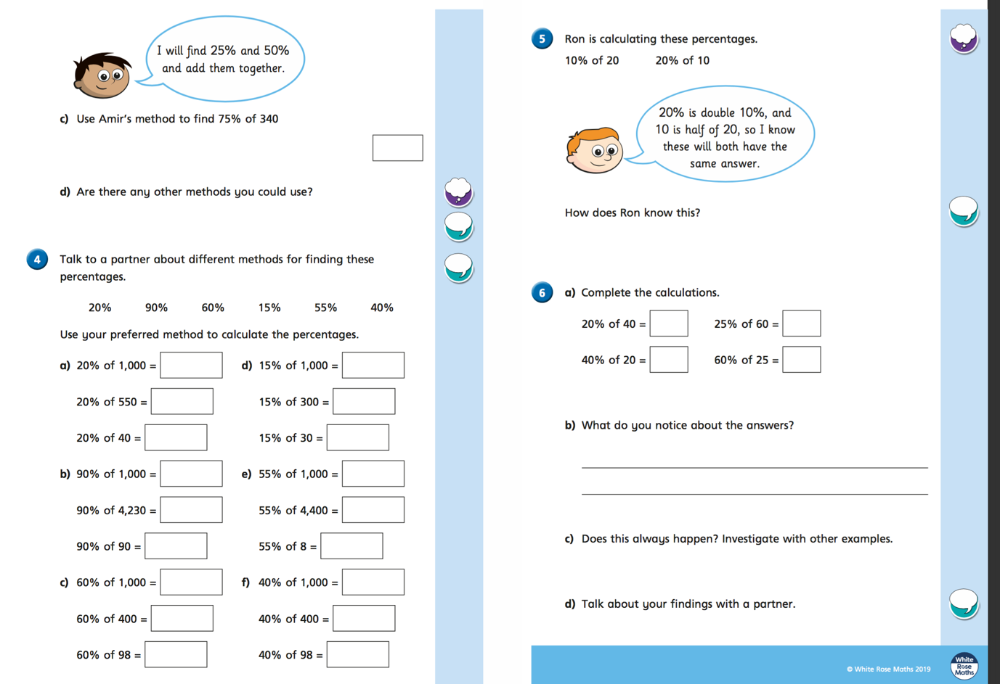 I will find 25% and 50%
and add them together.
c) Use Amir's method to find 75% of 340
d) Are there any other methods you could use?
4 Talk to a partner about different methods for finding these
percentages.
20% 90% 60% 15% 55% 40%
Use your preferred method to calculate the percentages.
a) 20% of 1,000 =
20% of 550 =
20% of 40 =
b) 90% of 1,000 =
90% of 4,230 =
90% of 90 =
c) 60% of 1,000 =
60% of 400 =
60% of 98 =
d) 15% of 1,000 =
15% of 300 =
15% of 30 =
e) 55% of 1,000 =
55% of 4,400 =
55% of 8 =
f) 40% of 1,000 =
40% of 400 =
40% of 98 =
5 Ron is calculating these percentages.
10% of 20 20% of 10
20% is double 10%, and
10 is half of 20, so I know
these will both have the
same answer.
How does Ron know this?
6 a) Complete the calculations.
20% of 40 = 25% of 60 =
40% of 20 = 60% of 25 =
b) What do you notice about the answers?
c) Does this always happen? Investigate with other examples.
d) Talk about your findings with a partner.
© White Rose Maths 2019
White
Rose
Maths